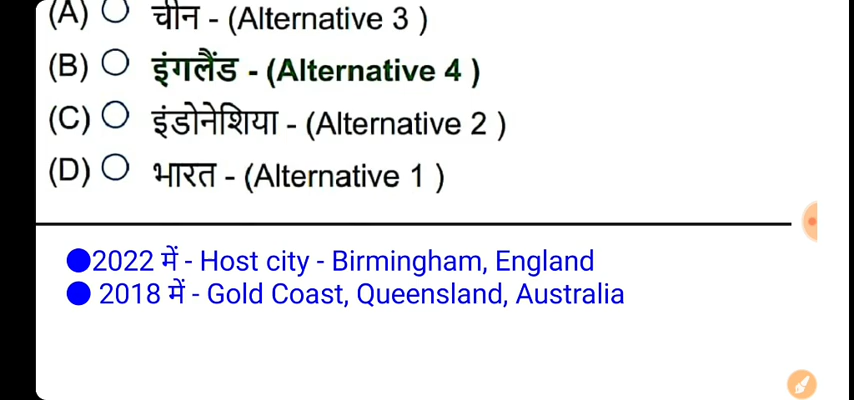 (A) चीन - (Alternative 3 )
(B) इंगलैंड - (Alternative 4 )
(C) इंडोनेशिया - (Alternative 2 )
(D) भारत - (Alternative 1 )
●2022 में - Host city - Birmingham, England
● 2018 में - Gold Coast, Queensland, Australia